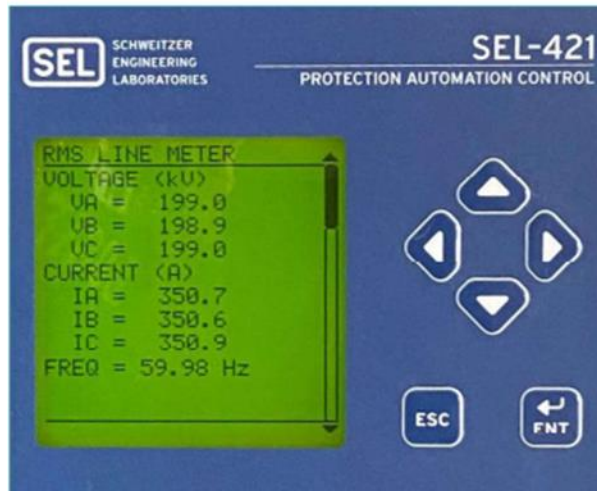 SEL
SCHWEITZER
ENGINEERING
LABORATORIES
SEL-421
PROTECTION AUTOMATION CONTROL
RMS LINE METER
VOLTAGE (kV)
VA = 199.0
VB = 198.9
VC = 199.0
CURRENT (A)
IA = 350.7
IB = 350.6
IC = 350.9
FREQ = 59.98 Hz
ESC
ENT